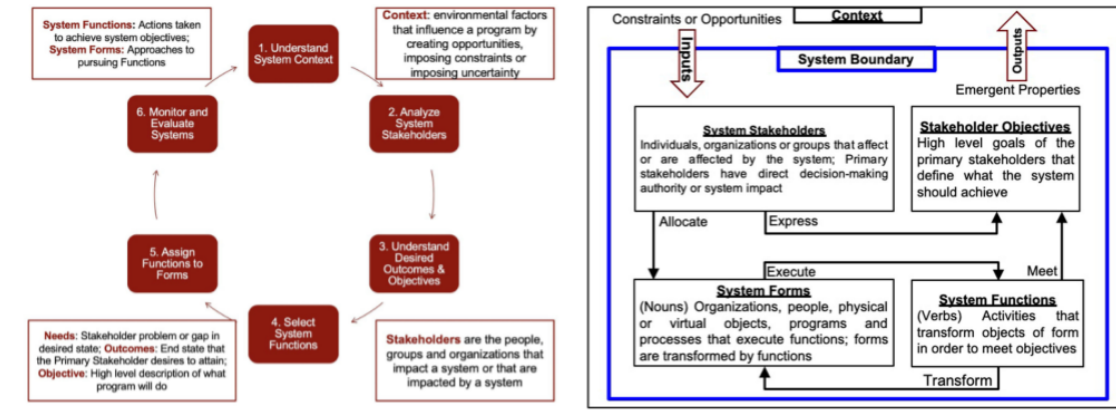 System Functions: Actions taken
to achieve system objectives;
System Forms: Approaches to
pursuing Functions
1. Understand
System Context
Context: environmental factors
that influence a program by
creating opportunities,
imposing constraints or
imposing uncertainty
6. Monitor and
Evaluate
Systems
2. Analyze
System
Stakeholders
5. Assign
Functions to
Forms
3. Understand
Desired
Outcomes &
Objectives
4. Select
System
Functions
Needs: Stakeholder problem or gap in
desired state; Outcomes: End state that
the Primary Stakeholder desires to attain;
Objective: High level description of what
program will do
Stakeholders are the people,
groups and organizations that
impact a system or that are
impacted by a system
Constraints or Opportunities
Context
Inputs
Outputs
System Boundary
Emergent Properties
System Stakeholders
Individuals, organizations or groups that affect
or are affected by the system; Primary
stakeholders have direct decision-making
authority or system impact
Stakeholder Objectives
High level goals of the
primary stakeholders that
define what the system
should achieve
Allocate
Express
Execute
Meet
System Forms
(Nouns) Organizations, people, physical
or virtual objects, programs and
processes that execute functions; forms
are transformed by functions
System Functions
(Verbs) Activities that
transform objects of form
in order to meet objectives
Transform